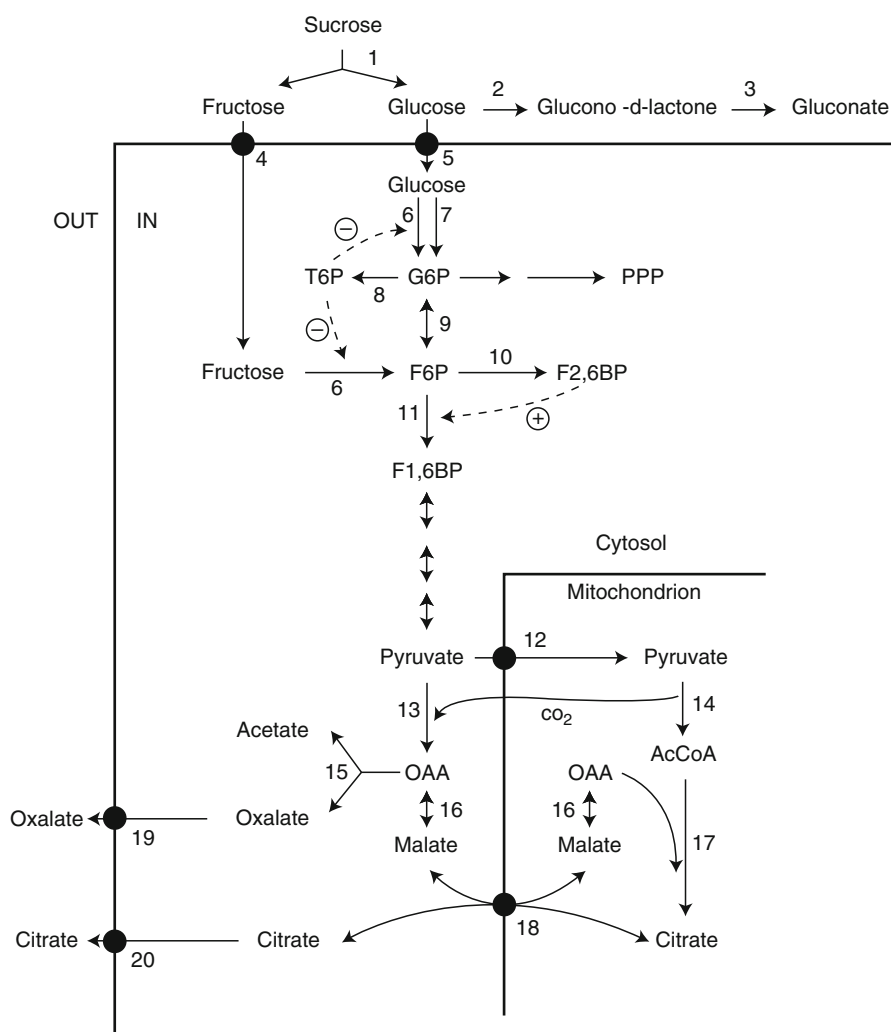 Sucrose
1
Fructose
Glucose
2
Glucono -d-lactone
3
Gluconate
4
5
Glucose
OUT
IN
6
7
−
T6P
8
G6P
PPP
−
9
Fructose
6
F6P
10
F2,6BP
11
+
F1,6BP
Cytosol
Mitochondrion
Pyruvate
12
Pyruvate
13
co2
14
Acetate
AcCoA
15
OAA
OAA
Oxalate
19
Oxalate
16
16
17
Malate
Malate
18
Citrate
20
Citrate
Citrate